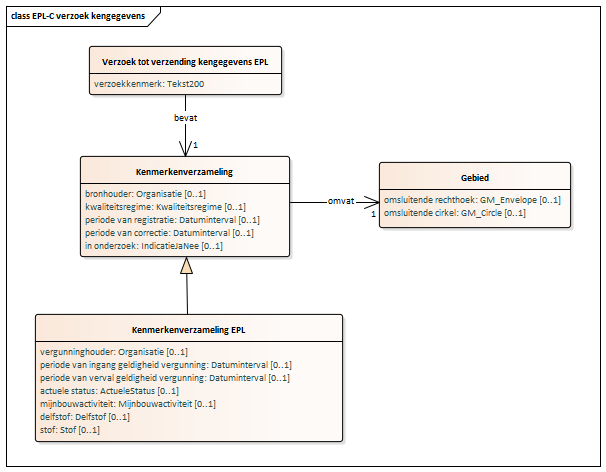 class EPL-C verzoek kengegevens
Verzoek tot verzending kengegevens EPL
verzoekkenmerk: Tekst200
bevat
1
Kenmerkenverzameling
bronhouder: Organisatie [0..1]
kwaliteitsregime: Kwaliteitsregime [0..1]
periode van registratie: Datuminterval [0..1]
periode van correctie: Datuminterval [0..1]
in onderzoek: IndicatieJaNee [0..1]
omvat
1
Gebied
omsluitende rechthoek: GM_Envelope [0..1]
omsluitende cirkel: GM_Circle [0..1]
Kenmerkenverzameling EPL
vergunninghouder: Organisatie [0..1]
periode van ingang geldigheid vergunning: Datuminterval [0..1]
periode van verval geldigheid vergunning: Datuminterval [0..1]
actuele status: ActueleStatus [0..1]
mijnbouwactiviteit: Mijnbouwactiviteit [0..1]
delfstof: Delfstof [0..1]
stof: Stof [0..1]